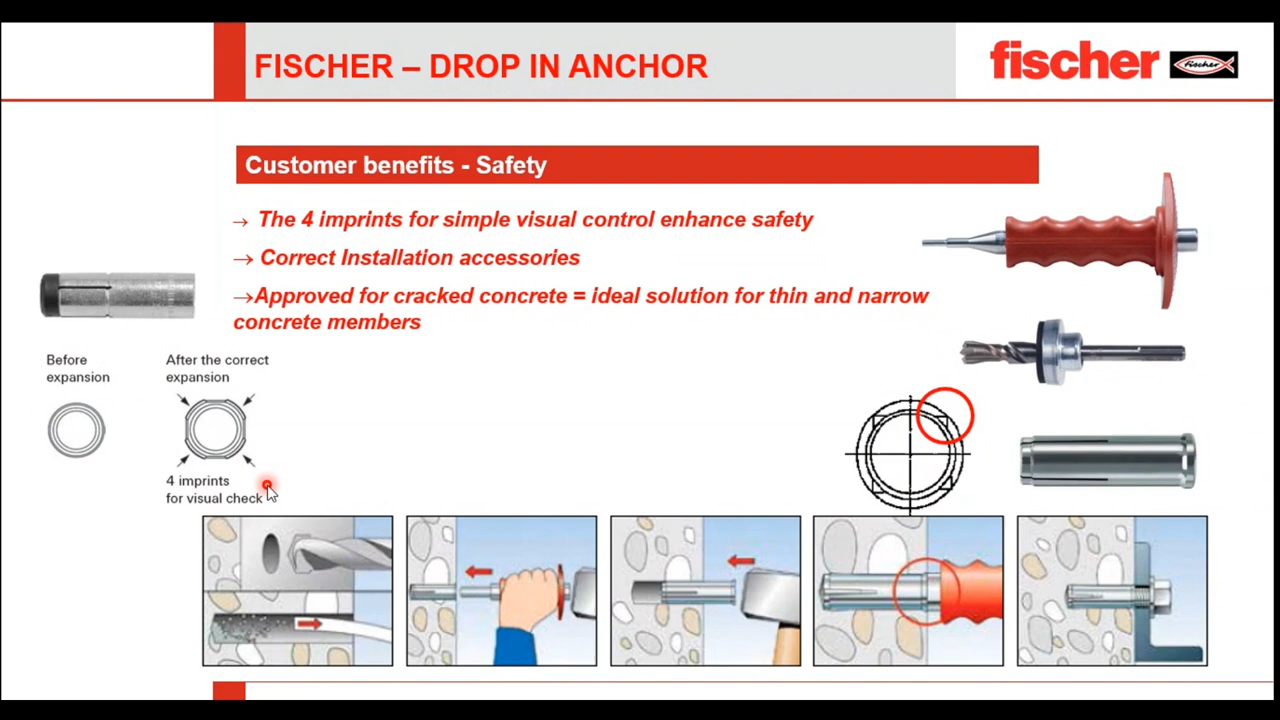 FISCHER – DROP IN ANCHOR
fischer
fischer
Customer benefits - Safety
→ The 4 imprints for simple visual control enhance safety
→ Correct Installation accessories
→Approved for cracked concrete = ideal solution for thin and narrow
concrete members
Before
expansion
After the correct
expansion
4 imprints
for visual check